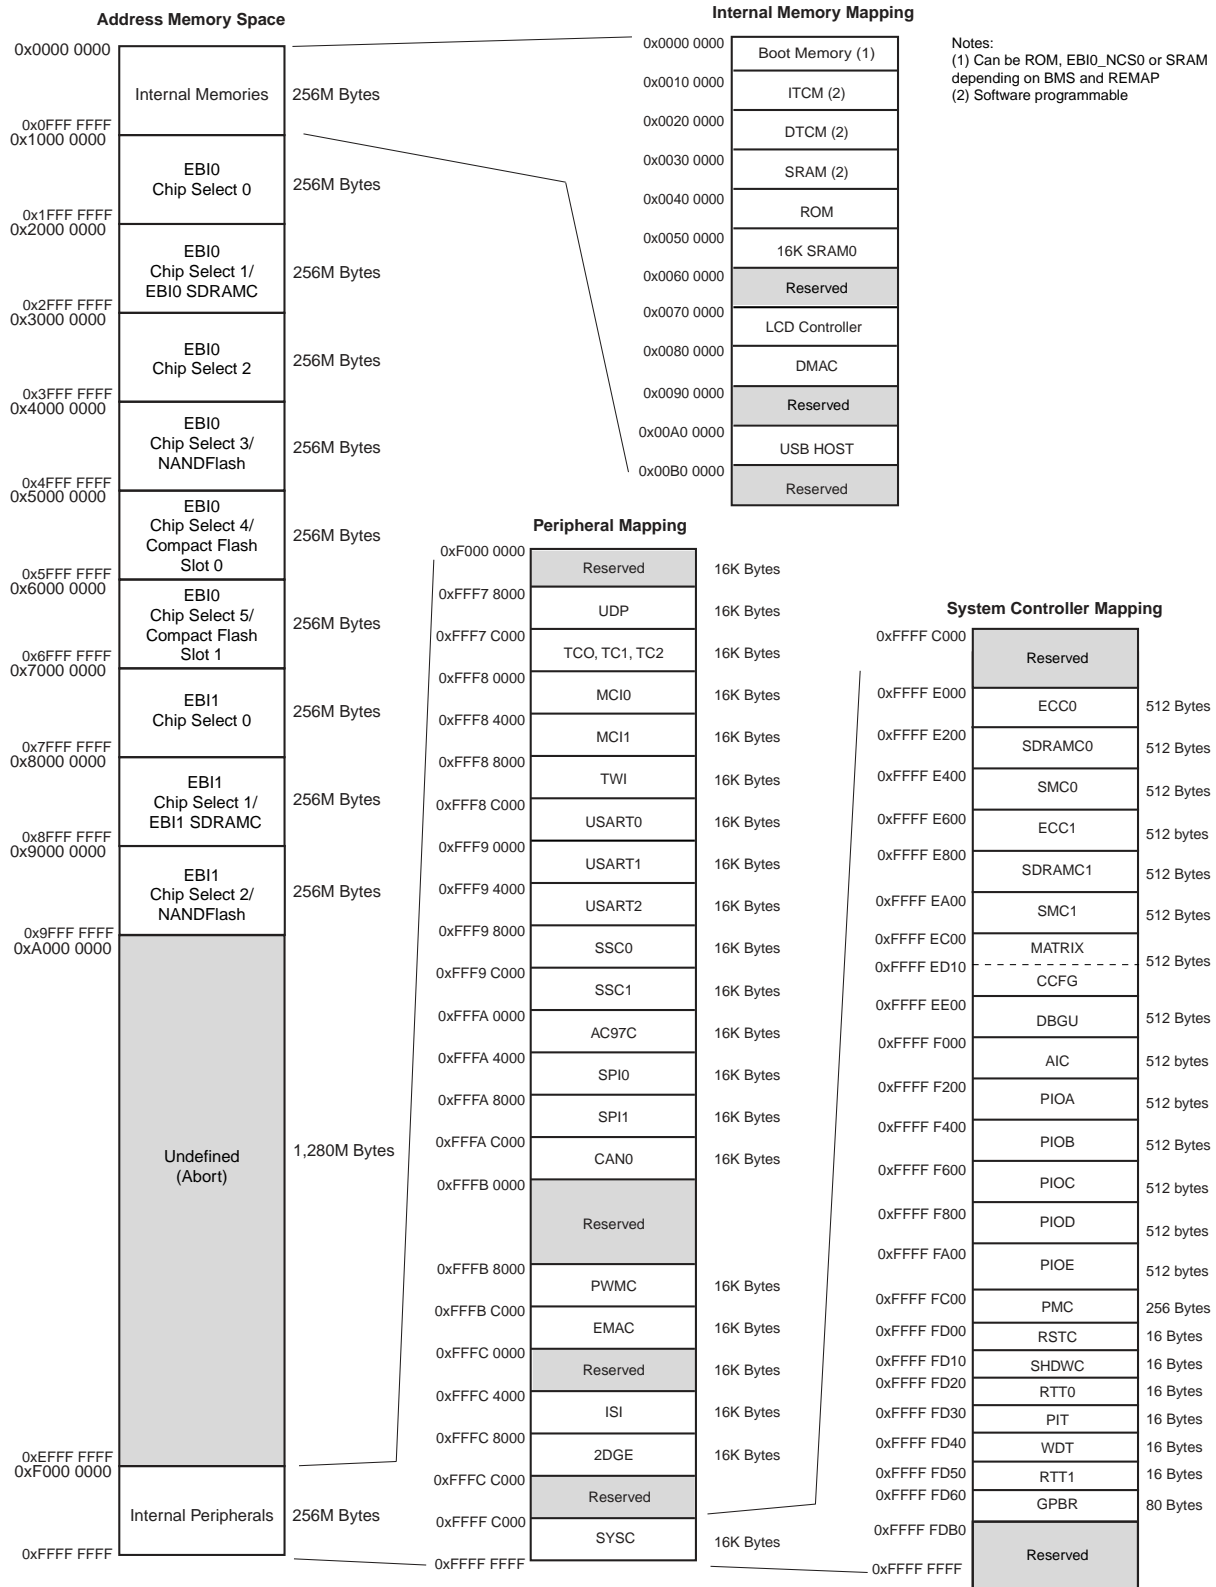 Address Memory Space
0x0000 0000
Internal Memories
256M Bytes
0x0FFF FFFF
0x1000 0000
EBI0
Chip Select 0
256M Bytes
0x1FFF FFFF
0x2000 0000
EBI0
Chip Select 1/
EBI0 SDRAMC
256M Bytes
0x2FFF FFFF
0x3000 0000
EBI0
Chip Select 2
256M Bytes
0x3FFF FFFF
0x4000 0000
EBI0
Chip Select 3/
NANDFlash
256M Bytes
0x4FFF FFFF
0x5000 0000
EBI0
Chip Select 4/
Compact Flash
Slot 0
256M Bytes
0x5FFF FFFF
0x6000 0000
EBI0
Chip Select 5/
Compact Flash
Slot 1
256M Bytes
0x6FFF FFFF
0x7000 0000
EBI1
Chip Select 0
256M Bytes
0x7FFF FFFF
0x8000 0000
EBI1
Chip Select 1/
EBI1 SDRAMC
256M Bytes
0x8FFF FFFF
0x9000 0000
EBI1
Chip Select 2/
NANDFlash
256M Bytes
0x9FFF FFFF
0xA000 0000
Undefined
(Abort)
1,280M Bytes
0xEFFF FFFF
0xF000 0000
Internal Peripherals
256M Bytes
0xFFFF FFFF
Internal Memory Mapping
0x0000 0000
Boot Memory (1)
0x0010 0000
ITCM (2)
0x0020 0000
DTCM (2)
0x0030 0000
SRAM (2)
0x0040 0000
ROM
0x0050 0000
16K SRAM0
0x0060 0000
Reserved
0x0070 0000
LCD Controller
0x0080 0000
DMAC
0x0090 0000
Reserved
0x00A0 0000
USB HOST
0x00B0 0000
Reserved
Notes:
(1) Can be ROM, EBI0_NCS0 or SRAM
depending on BMS and REMAP
(2) Software programmable
Peripheral Mapping
0xF000 0000
Reserved
16K Bytes
0xFFF7 8000
UDP
16K Bytes
0xFFF7 C000
TCO, TC1, TC2
16K Bytes
0xFFF8 0000
MCI0
16K Bytes
0xFFF8 4000
MCI1
16K Bytes
0xFFF8 8000
TWI
16K Bytes
0xFFF8 C000
USART0
16K Bytes
0xFFF9 0000
USART1
16K Bytes
0xFFF9 4000
USART2
16K Bytes
0xFFF9 8000
SSC0
16K Bytes
0xFFF9 C000
SSC1
16K Bytes
0xFFFA 0000
AC97C
16K Bytes
0xFFFA 4000
SPI0
16K Bytes
0xFFFA 8000
SPI1
16K Bytes
0xFFFA C000
CAN0
16K Bytes
0xFFFB 0000
Reserved
0xFFFB 8000
PWMC
16K Bytes
0xFFFB C000
EMAC
16K Bytes
0xFFFC 0000
Reserved
16K Bytes
0xFFFC 4000
ISI
16K Bytes
0xFFFC 8000
2DGE
16K Bytes
0xFFFC C000
Reserved
0xFFFF C000
SYSC
16K Bytes
0xFFFF FFFF
System Controller Mapping
0xFFFF C000
Reserved
0xFFFF E000
ECC0
512 Bytes
0xFFFF E200
SDRAMC0
512 Bytes
0xFFFF E400
SMC0
512 Bytes
0xFFFF E600
ECC1
512 bytes
0xFFFF E800
SDRAMC1
512 Bytes
0xFFFF EA00
SMC1
512 Bytes
0xFFFF EC00
MATRIX
512 Bytes
0xFFFF ED10
CCFG
0xFFFF EE00
DBGU
512 Bytes
0xFFFF F000
AIC
512 bytes
0xFFFF F200
PIOA
512 bytes
0xFFFF F400
PIOB
512 Bytes
0xFFFF F600
PIOC
512 bytes
0xFFFF F800
PIOD
512 bytes
0xFFFF FA00
PIOE
512 bytes
0xFFFF FC00
PMC
256 Bytes
0xFFFF FD00
RSTC
16 Bytes
0xFFFF FD10
SHDWC
16 Bytes
0xFFFF FD20
RTT0
16 Bytes
0xFFFF FD30
PIT
16 Bytes
0xFFFF FD40
WDT
16 Bytes
0xFFFF FD50
RTT1
16 Bytes
0xFFFF FD60
GPBR
80 Bytes
0xFFFF FDB0
Reserved
0xFFFF FFFF